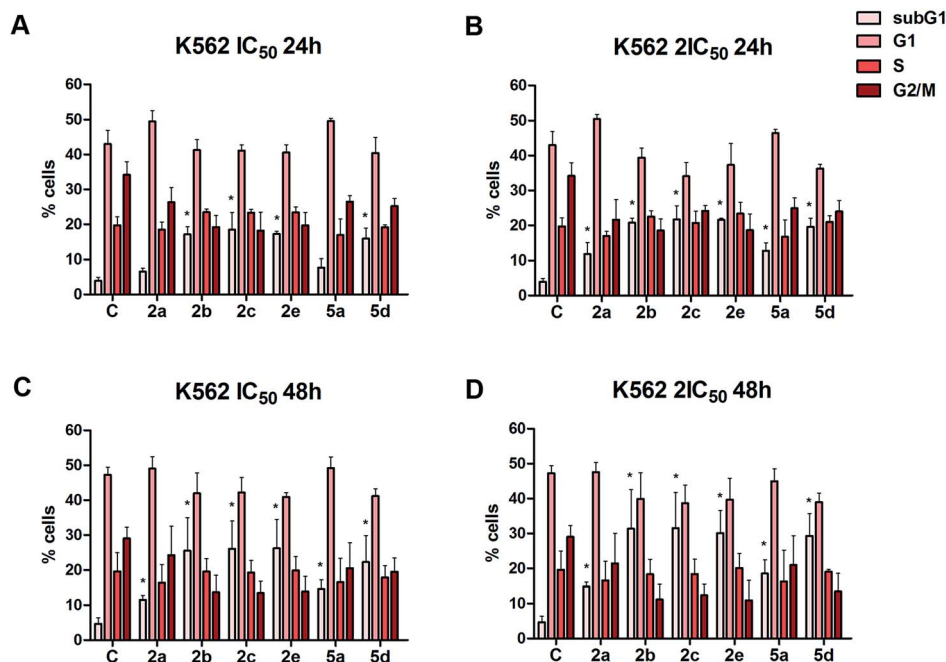 A
K562 IC50 24h
% cells
60
50
40
30
20
10
0
* * * *
C 2a 2b 2c 2e 5a 5d
B
K562 2IC50 24h
% cells
60
50
40
30
20
10
0
* * * * * *
C 2a 2b 2c 2e 5a 5d
subG1
G1
S
G2/M
C
K562 IC50 48h
% cells
60
50
40
30
20
10
0
* * * * * *
C 2a 2b 2c 2e 5a 5d
D
K562 2IC50 48h
% cells
60
50
40
30
20
10
0
* * * * * *
C 2a 2b 2c 2e 5a 5d